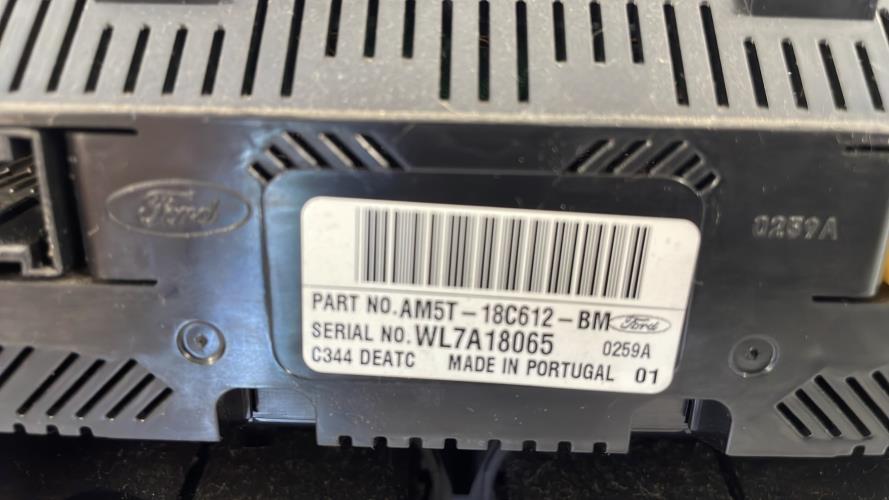 Ford
0259A
PART NO. AM5T-18C612-BM Ford
SERIAL NO. WL7A18065 0259A
C344 DEATC MADE IN PORTUGAL 01